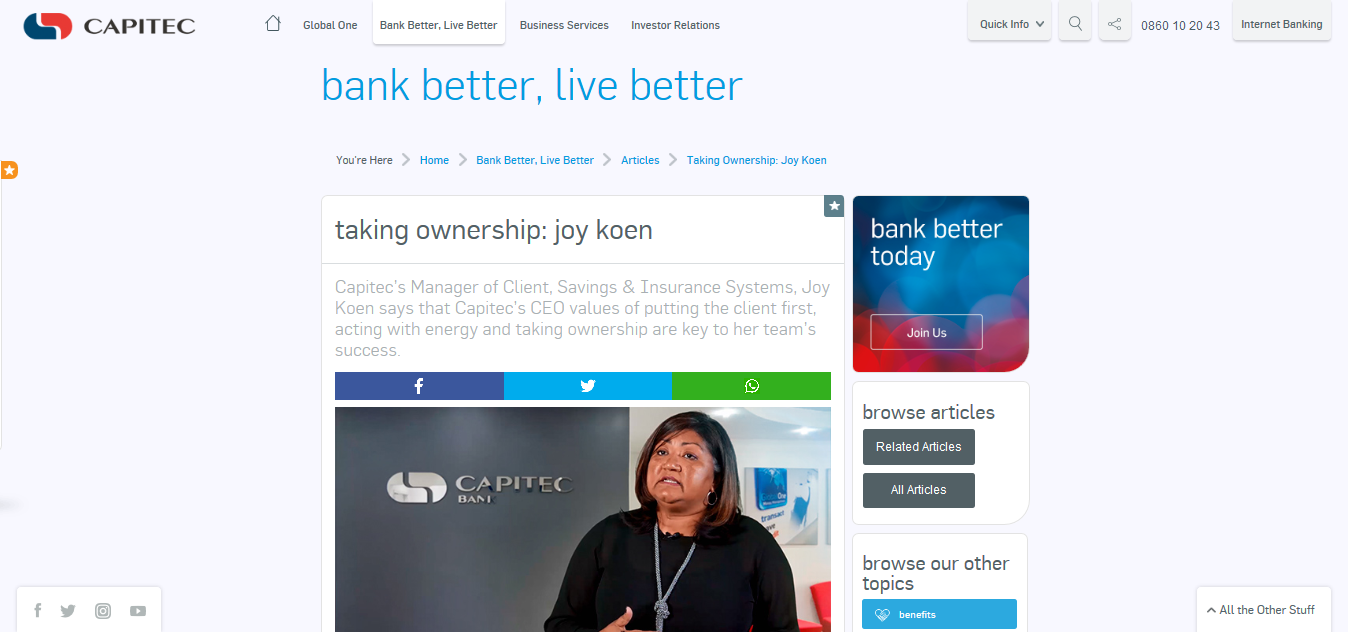 CAPITEC
Global One
Bank Better, Live Better
Business Services
Investor Relations
Quick Info
0860 10 20 43
Internet Banking
bank better, live better
You're Here
Home
Bank Better, Live Better
Articles
Taking Ownership: Joy Koen
taking ownership: joy koen
Capitec's Manager of Client, Savings & Insurance Systems, Joy
Koen says that Capitec's CEO values of putting the client first,
acting with energy and taking ownership are key to her team's
success.
CAPITEC
BANK
GlobalOne
transact
save
bank better
today
Join Us
browse articles
Related Articles
All Articles
browse our other
topics
benefits
All the Other Stuff